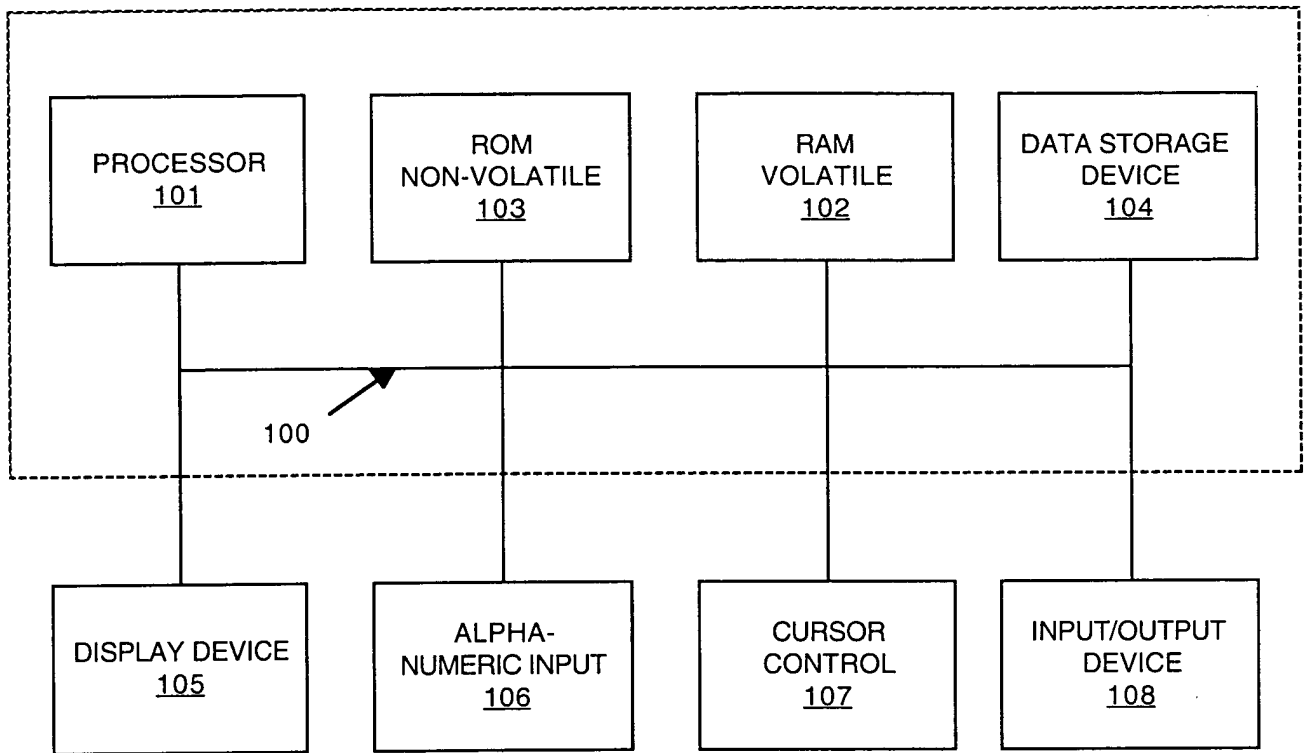 PROCESSOR
101
ROM
NON-VOLATILE
103
RAM
VOLATILE
102
DATA STORAGE
DEVICE
104
100
DISPLAY DEVICE
105
ALPHA-
NUMERIC INPUT
106
CURSOR
CONTROL
107
INPUT/OUTPUT
DEVICE
108